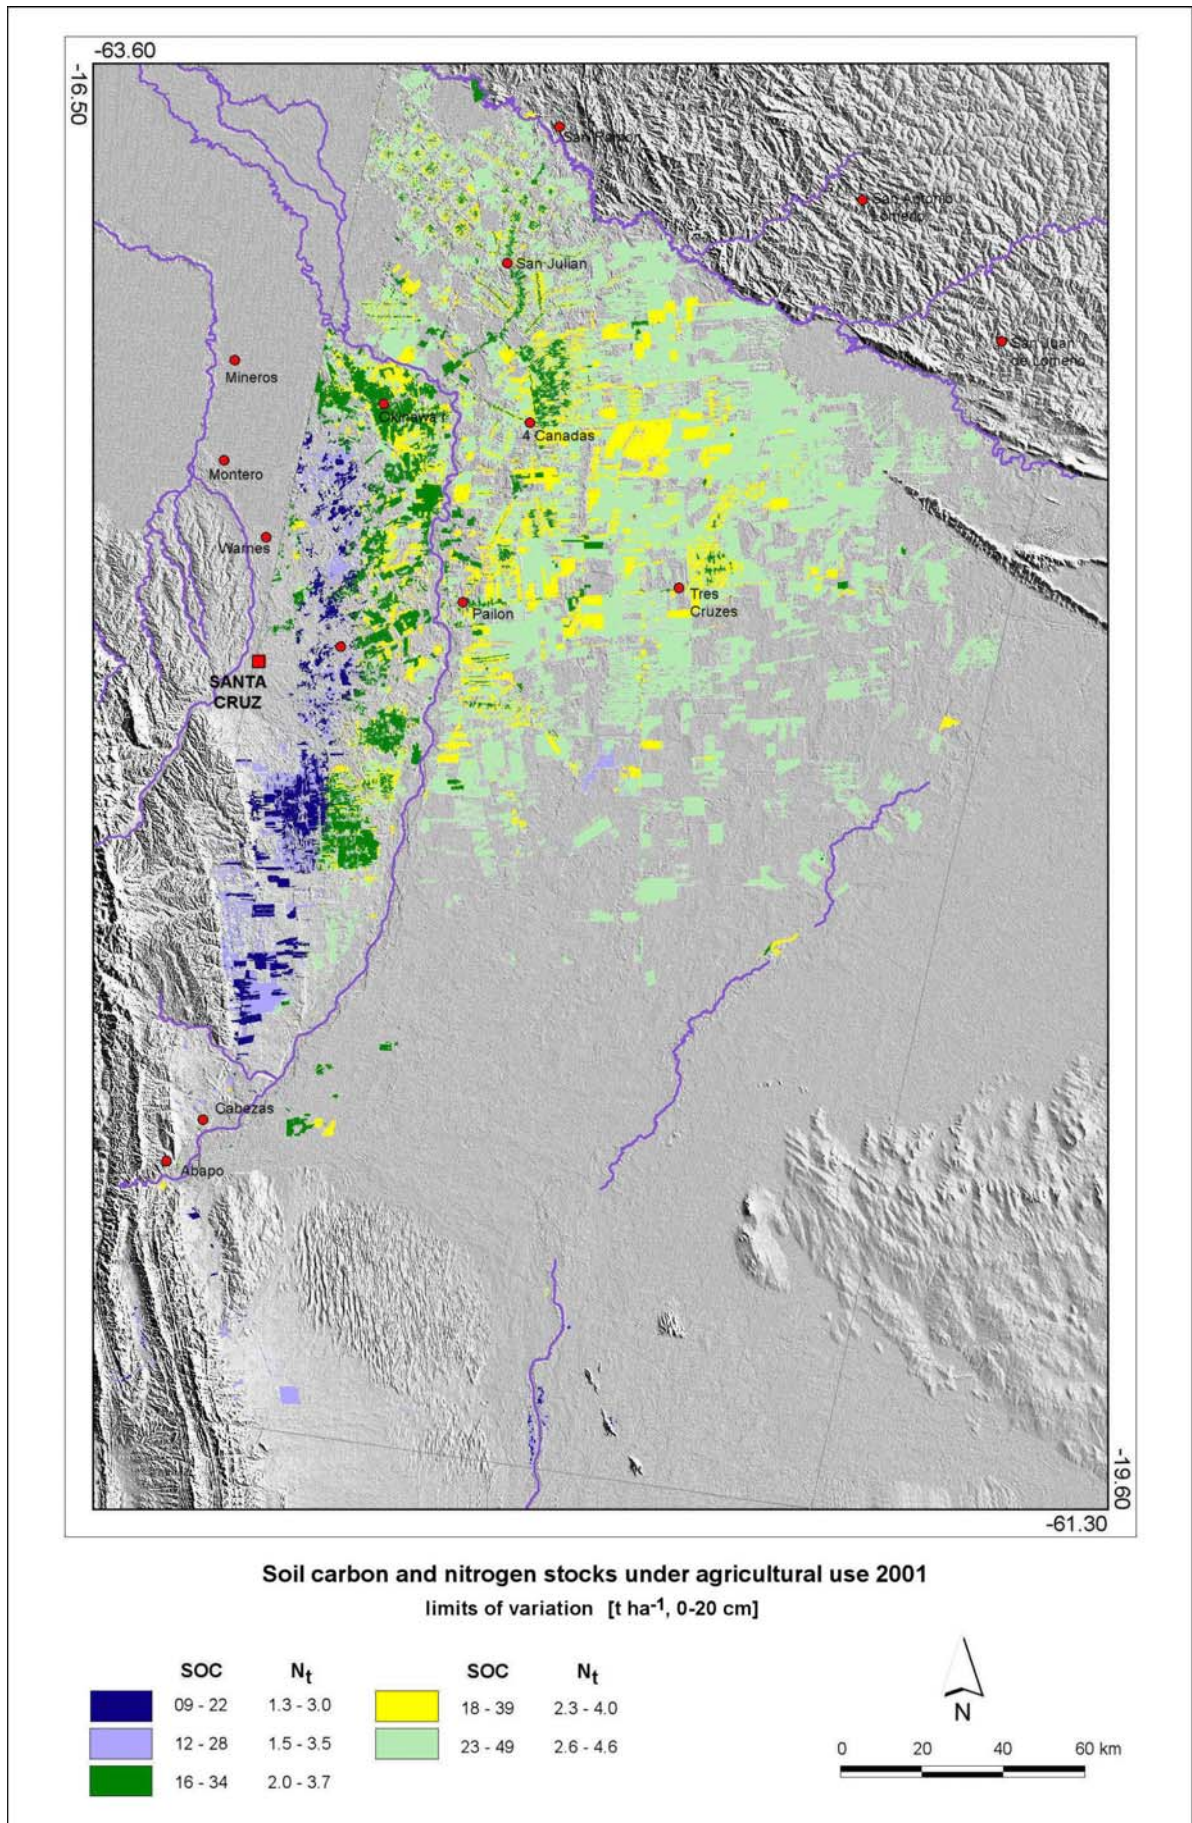 -63.60
-16.50
San Ramon
San Antonio
Lomerio
San Julian
San Juan
de Lomerio
Mineros
Okinawa I
4 Canadas
Montero
Warnes
Tres
Cruzes
Pailon
SANTA
CRUZ
Cabezas
Abapo
-19.60
-61.30
Soil carbon and nitrogen stocks under agricultural use 2001
limits of variation [t ha-1, 0-20 cm]
SOC Nt SOC Nt
09 - 22 1.3 - 3.0 18 - 39 2.3 - 4.0
12 - 28 1.5 - 3.5 23 - 49 2.6 - 4.6
16 - 34 2.0 - 3.7
N
0 20 40 60 km